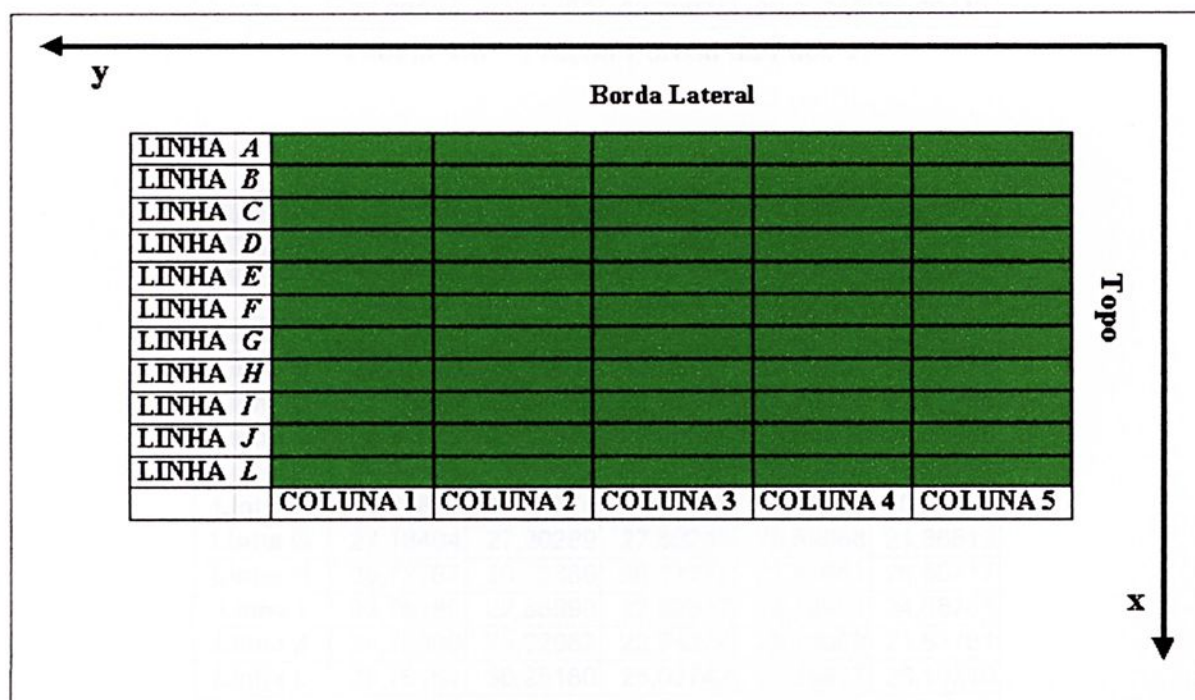 y
Borda Lateral
LINHA A
LINHA B
LINHA C
LINHA D
LINHA E
LINHA F
LINHA G
LINHA H
LINHA I
LINHA J
LINHA L
COLUNA 1 COLUNA 2 COLUNA 3 COLUNA 4 COLUNA 5
Topo
x